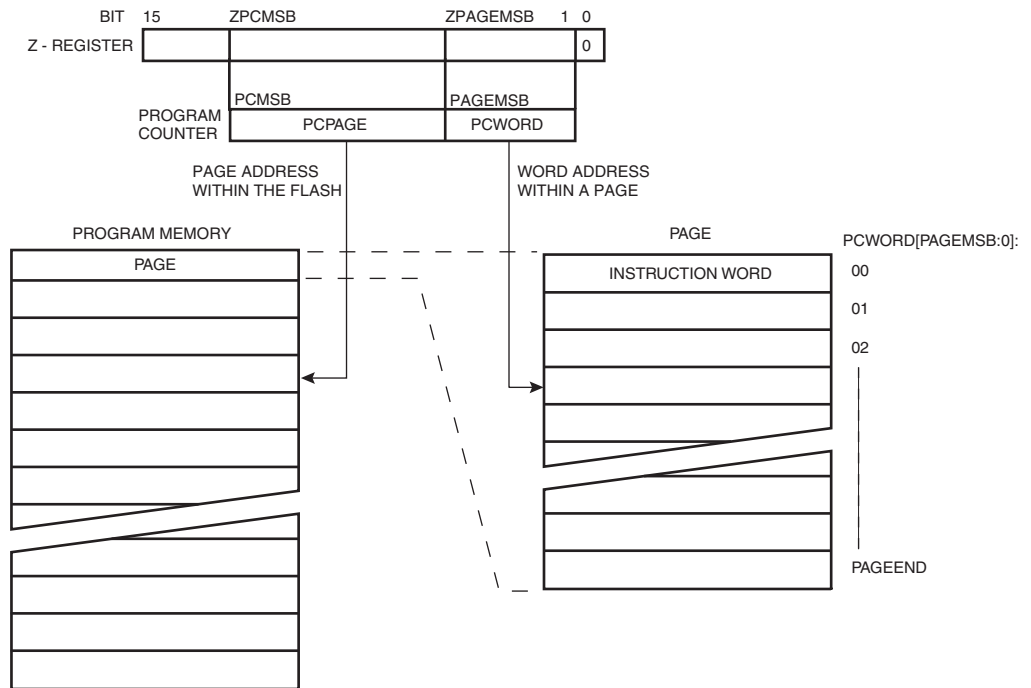 BIT 15 ZPCMSB ZPAGEMSB 1 0
Z - REGISTER 0
PCMSB PAGEMSB
PROGRAM
COUNTER
PCPAGE PCWORD
PAGE ADDRESS
WITHIN THE FLASH
WORD ADDRESS
WITHIN A PAGE
PROGRAM MEMORY
PAGE
PAGE
PCWORD[PAGEMSB:0]:
INSTRUCTION WORD
00
01
02
PAGEEND